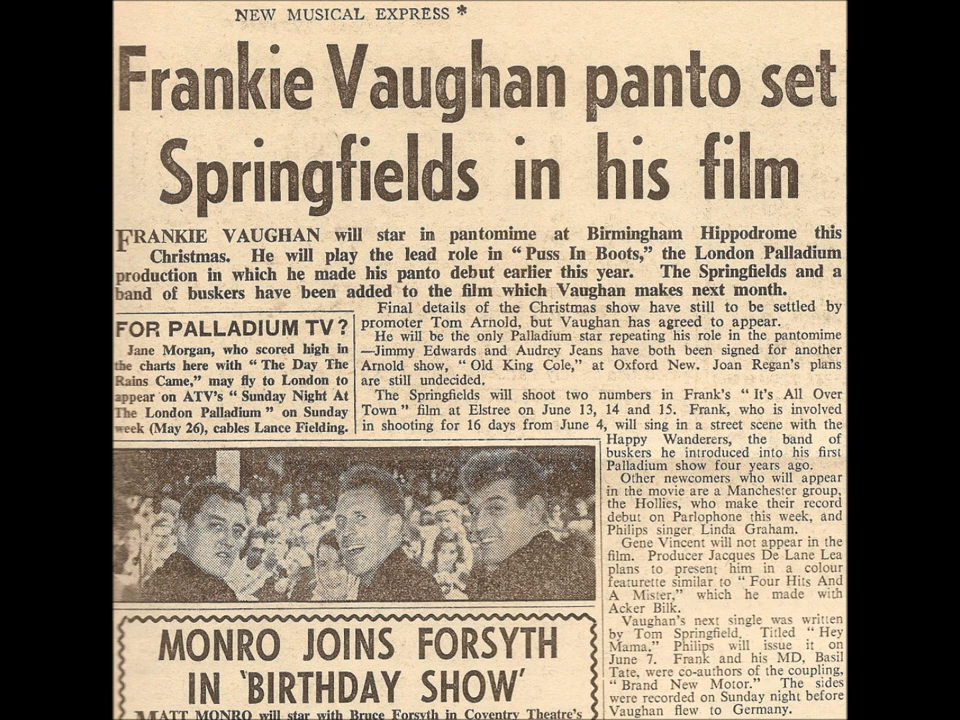 NEW MUSICAL EXPRESS *
Frankie Vaughan panto set
Springfields in his film
FRANKIE VAUGHAN will star in pantomime at Birmingham Hippodrome this
Christmas. He will play the lead role in “ Puss In Boots,” the London Palladium
production in which he made his panto debut earlier this year. The Springfields and a
band of buskers have been added to the film which Vaughan makes next month.
Final details of the Christmas show have still to be settled by
promoter Tom Arnold, but Vaughan has agreed to appear.
He will be the only Palladium star repeating his role in the pantomime
—Jimmy Edwards and Audrey Jeans have both been signed for another
Arnold show, “ Old King Cole,” at Oxford New. Joan Regan's plans
are still undecided.
The Springfields will shoot two numbers in Frank's “ It's All Over
Town ” film at Elstree on June 13, 14 and 15. Frank, who is involved
in shooting for 16 days from June 4, will sing in a street scene with the
Happy Wanderers, the band of
buskers he introduced into his first
Palladium show four years ago.
Other newcomers who will appear
in the movie are a Manchester group,
the Hollies, who make their record
debut on Parlophone this week, and
Philips singer Linda Graham.
Gene Vincent will not appear in the
film. Producer Jacques De Lane Lea
plans to present him in a colour
featurette similar to “ Four Hits And
A Mister,” which he made with
Acker Bilk.
Vaughan's next single was written
by Tom Springfield. Titled “ Hey
Mama,” Philips will issue it on
June 7. Frank and his MD, Basil
Tate, were co-authors of the coupling,
“ Brand New Motor.” The sides
were recorded on Sunday night before
Vaughan flew to Germany.
FOR PALLADIUM TV?
Jane Morgan, who scored high in
the charts here with “ The Day The
Rains Came,” may fly to London to
appear on ATV's “ Sunday Night At
The London Palladium ” on Sunday
week (May 26), cables Lance Fielding.
MONRO JOINS FORSYTH
IN ‘BIRTHDAY SHOW’
MATT MONRO will star with Bruce Forsyth in Coventry Theatre's